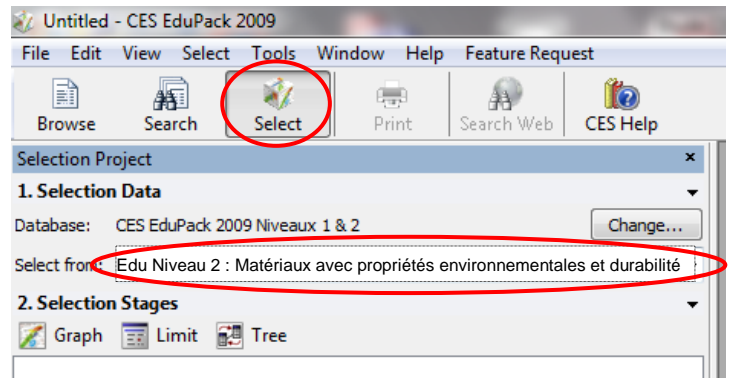 Untitled - CES EduPack 2009
File Edit View Select Tools Window Help Feature Request
Browse Search Select Print Search Web CES Help
Selection Project ×
1. Selection Data
Database: CES EduPack 2009 Niveaux 1 & 2 Change...
Select from: Edu Niveau 2 : Matériaux avec propriétés environnementales et durabilité
2. Selection Stages
Graph Limit Tree